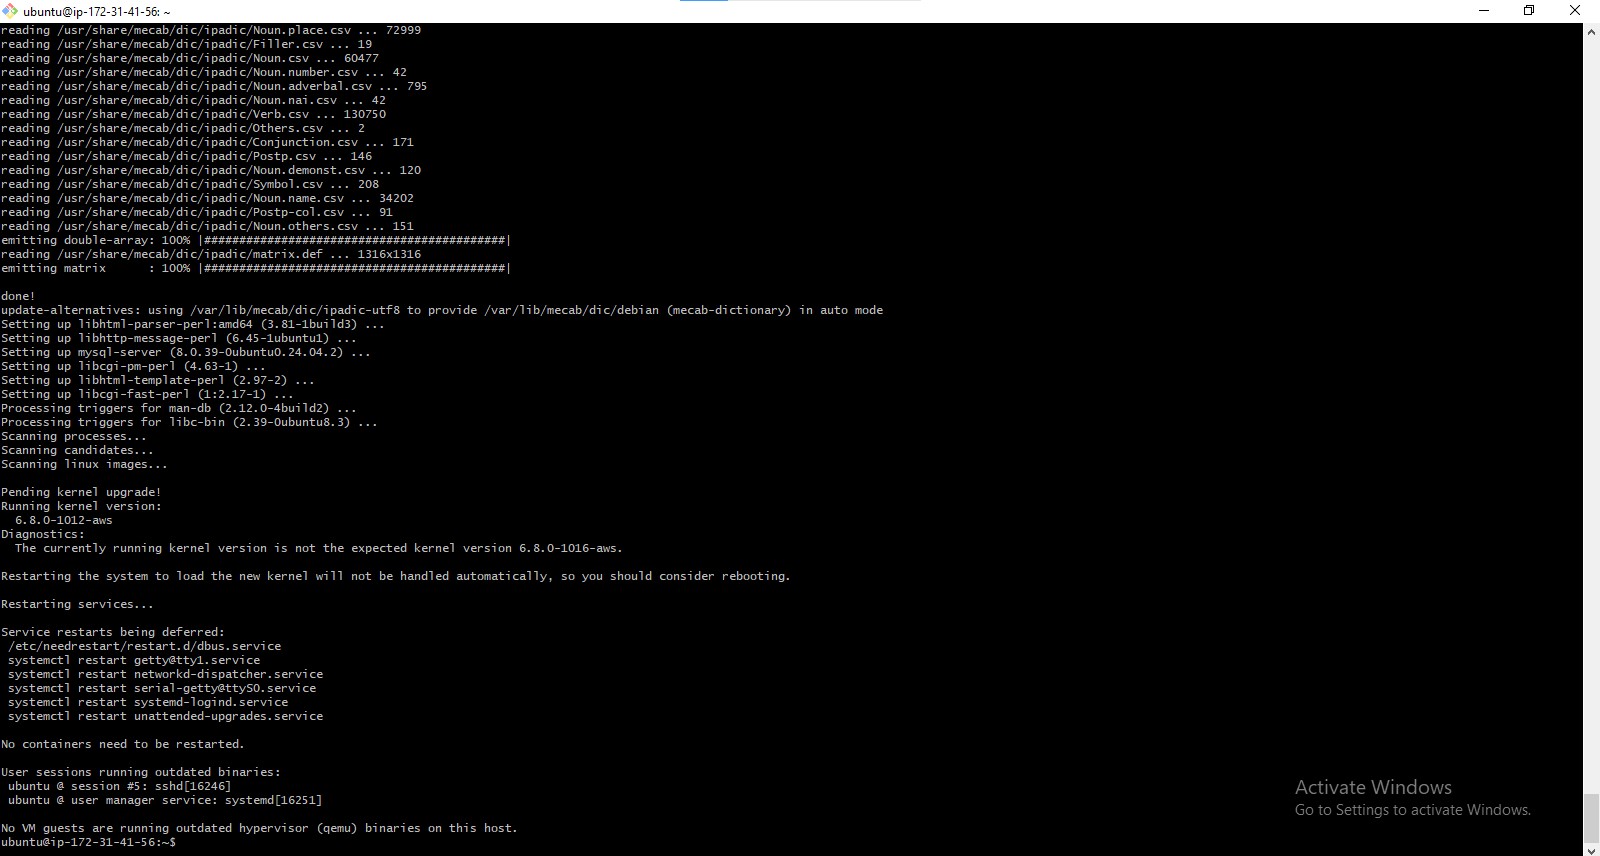 ubuntu@ip-172-31-41-56: ~
reading /usr/share/mecab/dic/ipadic/Noun.place.csv ... 72999
reading /usr/share/mecab/dic/ipadic/Filler.csv ... 19
reading /usr/share/mecab/dic/ipadic/Noun.csv ... 60477
reading /usr/share/mecab/dic/ipadic/Noun.number.csv ... 42
reading /usr/share/mecab/dic/ipadic/Noun.adverbal.csv ... 795
reading /usr/share/mecab/dic/ipadic/Noun.nai.csv ... 42
reading /usr/share/mecab/dic/ipadic/Verb.csv ... 130750
reading /usr/share/mecab/dic/ipadic/Others.csv ... 2
reading /usr/share/mecab/dic/ipadic/Conjunction.csv ... 171
reading /usr/share/mecab/dic/ipadic/Postp.csv ... 146
reading /usr/share/mecab/dic/ipadic/Noun.demonst.csv ... 120
reading /usr/share/mecab/dic/ipadic/Symbol.csv ... 208
reading /usr/share/mecab/dic/ipadic/Noun.name.csv ... 34202
reading /usr/share/mecab/dic/ipadic/Postp-col.csv ... 91
reading /usr/share/mecab/dic/ipadic/Noun.others.csv ... 151
emitting double-array: 100% |###########################################|
reading /usr/share/mecab/dic/ipadic/matrix.def ... 1316x1316
emitting matrix      : 100% |###########################################|
done!
update-alternatives: using /var/lib/mecab/dic/ipadic-utf8 to provide /var/lib/mecab/dic/debian (mecab-dictionary) in auto mode
Setting up libhtml-parser-perl:amd64 (3.81-1build3) ...
Setting up libhttp-message-perl (6.45-1ubuntu1) ...
Setting up mysql-server (8.0.39-0ubuntu0.24.04.2) ...
Setting up libcgi-pm-perl (4.63-1) ...
Setting up libhtml-template-perl (2.97-2) ...
Setting up libcgi-fast-perl (1:2.17-1) ...
Processing triggers for man-db (2.12.0-4build2) ...
Processing triggers for libc-bin (2.39-0ubuntu8.3) ...
Scanning processes...
Scanning candidates...
Scanning linux images...
Pending kernel upgrade!
Running kernel version:
  6.8.0-1012-aws
Diagnostics:
  The currently running kernel version is not the expected kernel version 6.8.0-1016-aws.
Restarting the system to load the new kernel will not be handled automatically, so you should consider rebooting.
Restarting services...
Service restarts being deferred:
 /etc/needrestart/restart.d/dbus.service
 systemctl restart getty@tty1.service
 systemctl restart networkd-dispatcher.service
 systemctl restart serial-getty@ttyS0.service
 systemctl restart systemd-logind.service
 systemctl restart unattended-upgrades.service
No containers need to be restarted.
User sessions running outdated binaries:
 ubuntu @ session #5: sshd[16246]
 ubuntu @ user manager service: systemd[16251]
No VM guests are running outdated hypervisor (qemu) binaries on this host.
ubuntu@ip-172-31-41-56:~$
Activate Windows
Go to Settings to activate Windows.